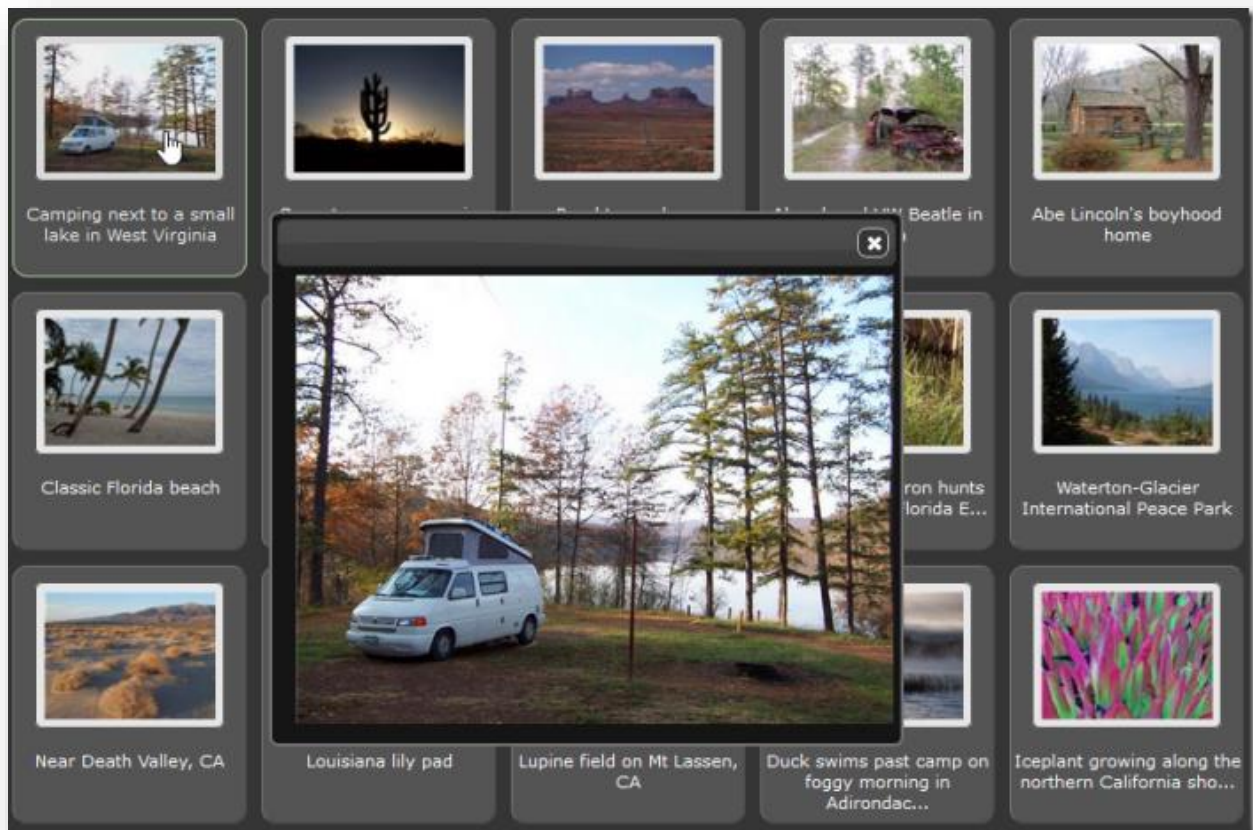 Camping next to a small
lake in West Virginia
Beatle in
Abe Lincoln's boyhood
home
Classic Florida beach
hunts
E...
Waterton-Glacier
International Peace Park
Near Death Valley, CA
Louisiana lily pad
Lupine field on Mt Lassen,
CA
Duck swims past camp on
foggy morning in
Adirondac...
Iceplant growing along the
northern California sho...